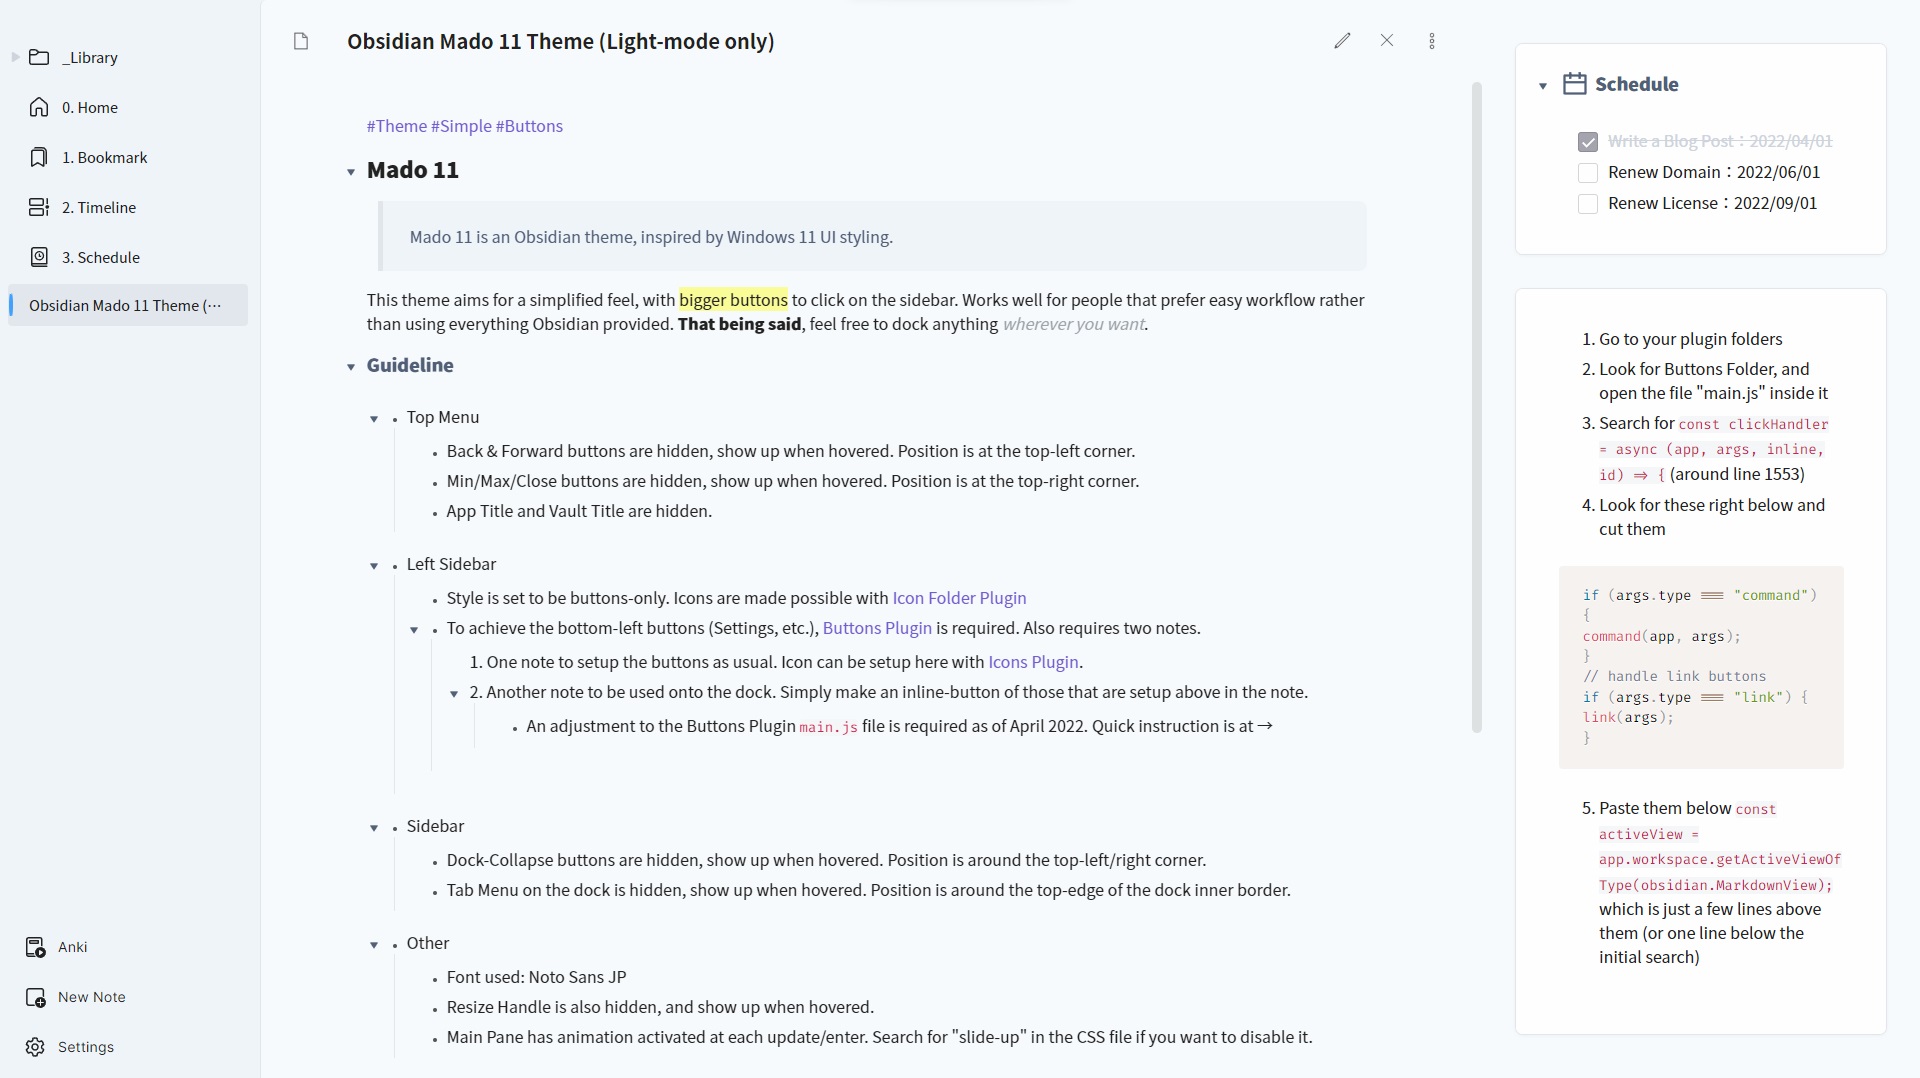 _Library
0. Home
1. Bookmark
2. Timeline
3. Schedule
Obsidian Mado 11 Theme (⋯
Anki
New Note
Settings
Obsidian Mado 11 Theme (Light-mode only)
#Theme #Simple #Buttons
Mado 11
Mado 11 is an Obsidian theme, inspired by Windows 11 UI styling.
This theme aims for a simplified feel, with bigger buttons to click on the sidebar. Works well for people that prefer easy workflow rather
than using everything Obsidian provided. That being said, feel free to dock anything wherever you want.
Guideline
• Top Menu
• Back & Forward buttons are hidden, show up when hovered. Position is at the top-left corner.
• Min/Max/Close buttons are hidden, show up when hovered. Position is at the top-right corner.
• App Title and Vault Title are hidden.
• Left Sidebar
• Style is set to be buttons-only. Icons are made possible with Icon Folder Plugin
• To achieve the bottom-left buttons (Settings, etc.), Buttons Plugin is required. Also requires two notes.
1. One note to setup the buttons as usual. Icon can be setup here with Icons Plugin.
2. Another note to be used onto the dock. Simply make an inline-button of those that are setup above in the note.
• An adjustment to the Buttons Plugin main.js file is required as of April 2022. Quick instruction is at →
• Sidebar
• Dock-Collapse buttons are hidden, show up when hovered. Position is around the top-left/right corner.
• Tab Menu on the dock is hidden, show up when hovered. Position is around the top-edge of the dock inner border.
• Other
• Font used: Noto Sans JP
• Resize Handle is also hidden, and show up when hovered.
• Main Pane has animation activated at each update/enter. Search for "slide-up" in the CSS file if you want to disable it.
Schedule
Write a Blog Post：2022/04/01
Renew Domain：2022/06/01
Renew License：2022/09/01
1. Go to your plugin folders
2. Look for Buttons Folder, and
open the file "main.js" inside it
3. Search for const clickHandler
= async (app, args, inline,
id) => { (around line 1553)
4. Look for these right below and
cut them
if (args.type === "command")
{
command(app, args);
}
// handle link buttons
if (args.type === "link") {
link(args);
}
5. Paste them below const
activeView =
app.workspace.getActiveViewOf
Type(obsidian.MarkdownView);
which is just a few lines above
them (or one line below the
initial search)